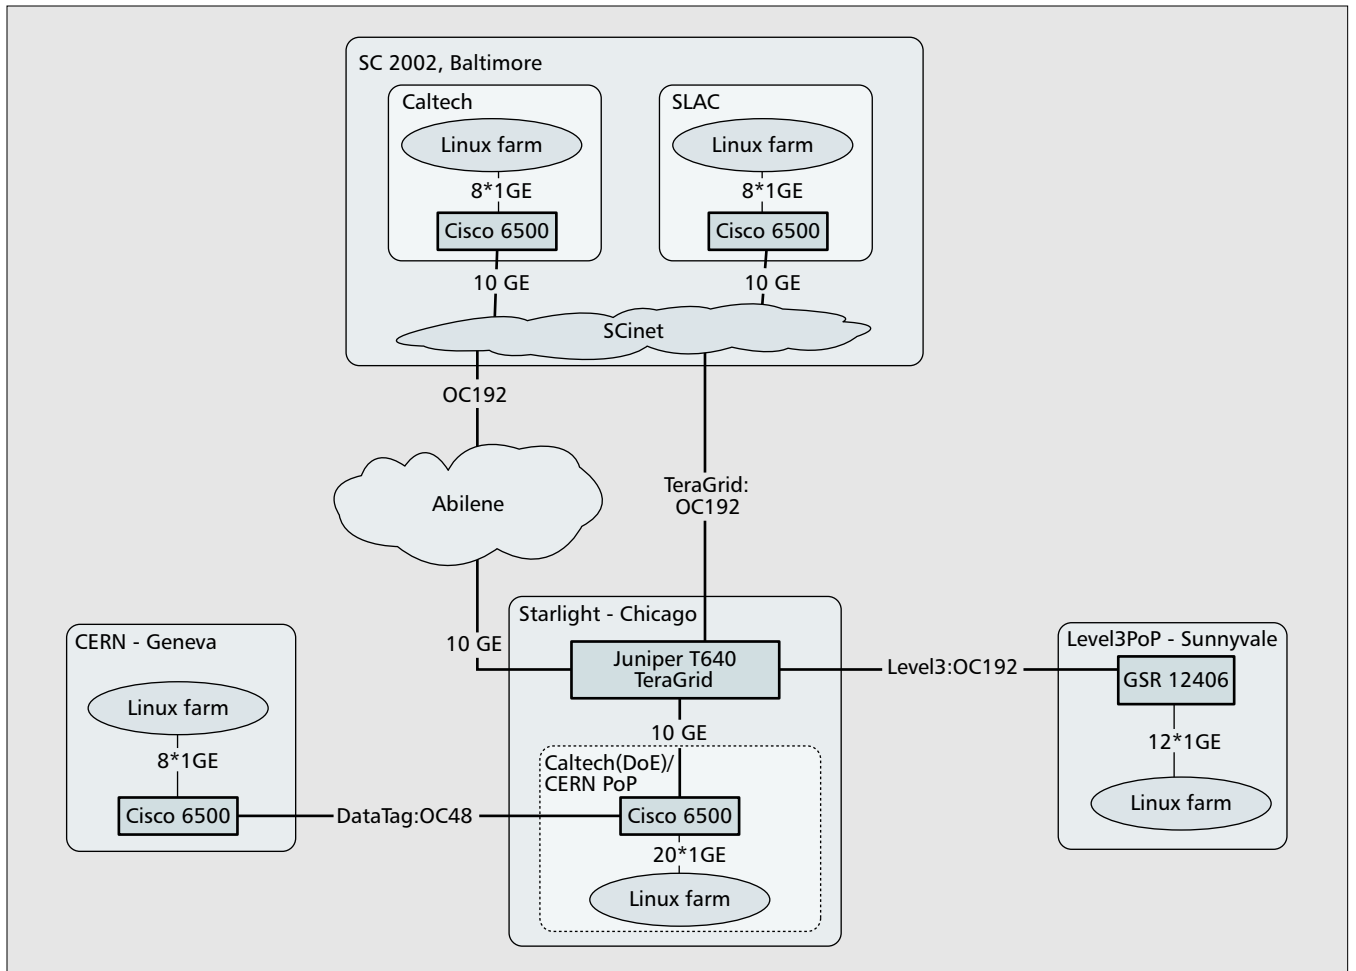 SC 2002, Baltimore
Caltech
Linux farm
8*1GE
Cisco 6500
10 GE
SLAC
Linux farm
8*1GE
Cisco 6500
10 GE
SCinet
OC192
Abilene
10 GE
TeraGrid:
OC192
Starlight - Chicago
Juniper T640
TeraGrid
10 GE
Caltech(DoE)/
CERN PoP
Cisco 6500
20*1GE
Linux farm
CERN - Geneva
Linux farm
8*1GE
Cisco 6500
DataTag:OC48
Level3:OC192
Level3PoP - Sunnyvale
GSR 12406
12*1GE
Linux farm